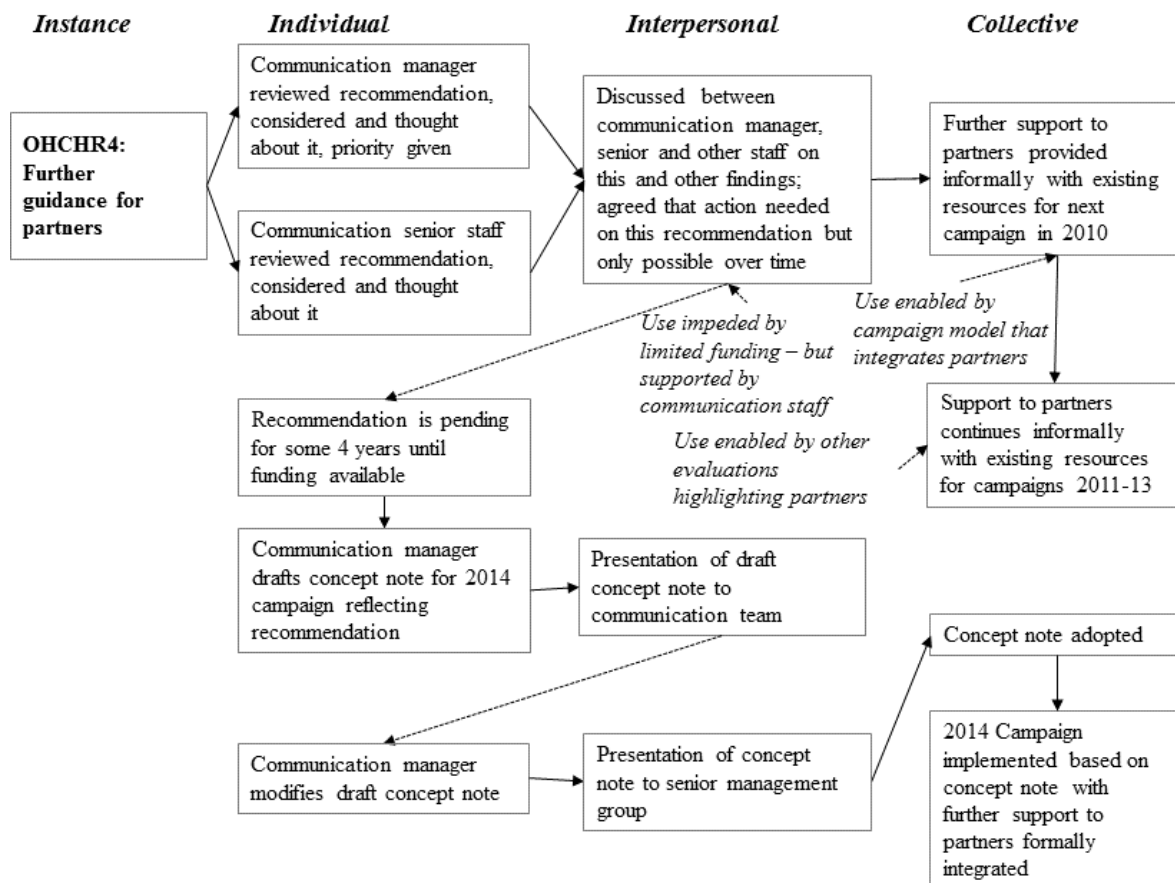 Instance
Individual
Interpersonal
Collective
OHCHR4:
Further
guidance for
partners
Communication manager
reviewed recommendation,
considered and thought
about it, priority given
Communication senior staff
reviewed recommendation,
considered and thought
about it
Discussed between
communication manager,
senior and other staff on
this and other findings;
agreed that action needed
on this recommendation but
only possible over time
Further support to
partners provided
informally with existing
resources for next
campaign in 2010
Use impeded by
limited funding – but
supported by
communication staff
Use enabled by
campaign model that
integrates partners
Recommendation is pending
for some 4 years until
funding available
Use enabled by other
evaluations
highlighting partners
Support to partners
continues informally
with existing resources
for campaigns 2011-13
Communication manager
drafts concept note for 2014
campaign reflecting
recommendation
Presentation of draft
concept note to
communication team
Communication manager
modifies draft concept note
Presentation of concept
note to senior management
group
Concept note adopted
2014 Campaign
implemented based on
concept note with
further support to
partners formally
integrated